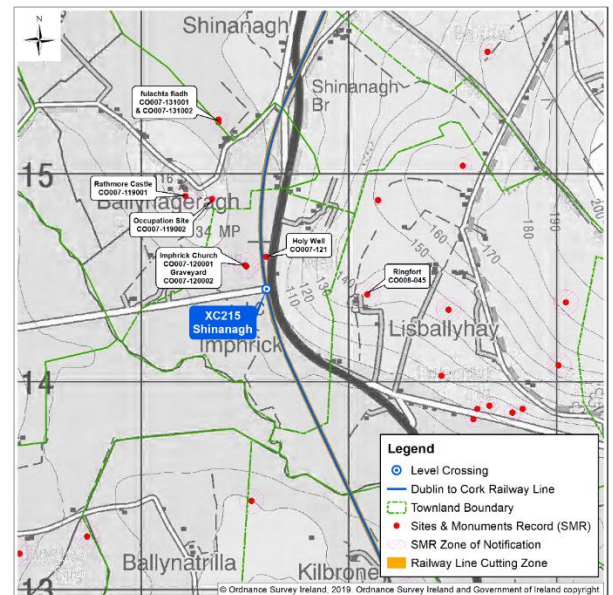 N
Shinanagh
Shinanagh
Br
fulachta fiadh
CO007-131001
& CO007-131002
15
16
Rathmore Castle
CO007-119001
Ballynageragh
Occupation Site
CO007-119002
34 MP
Imphrick Church
CO007-120001
Graveyard
CO007-120002
Holy Well
CO007-121
Ringfort
CO008-045
110
120
130
140
150
160
170
180
190
200
XC215
Shinanagh
Imphrick
Lisballyhay
14
Legend
Level Crossing
Dublin to Cork Railway Line
Townland Boundary
Sites & Monuments Record (SMR)
SMR Zone of Notification
Railway Line Cutting Zone
Ballynatrilla
Kilbrone
13
© Ordnance Survey Ireland, 2019. Ordnance Survey Ireland and Government of Ireland copyright.